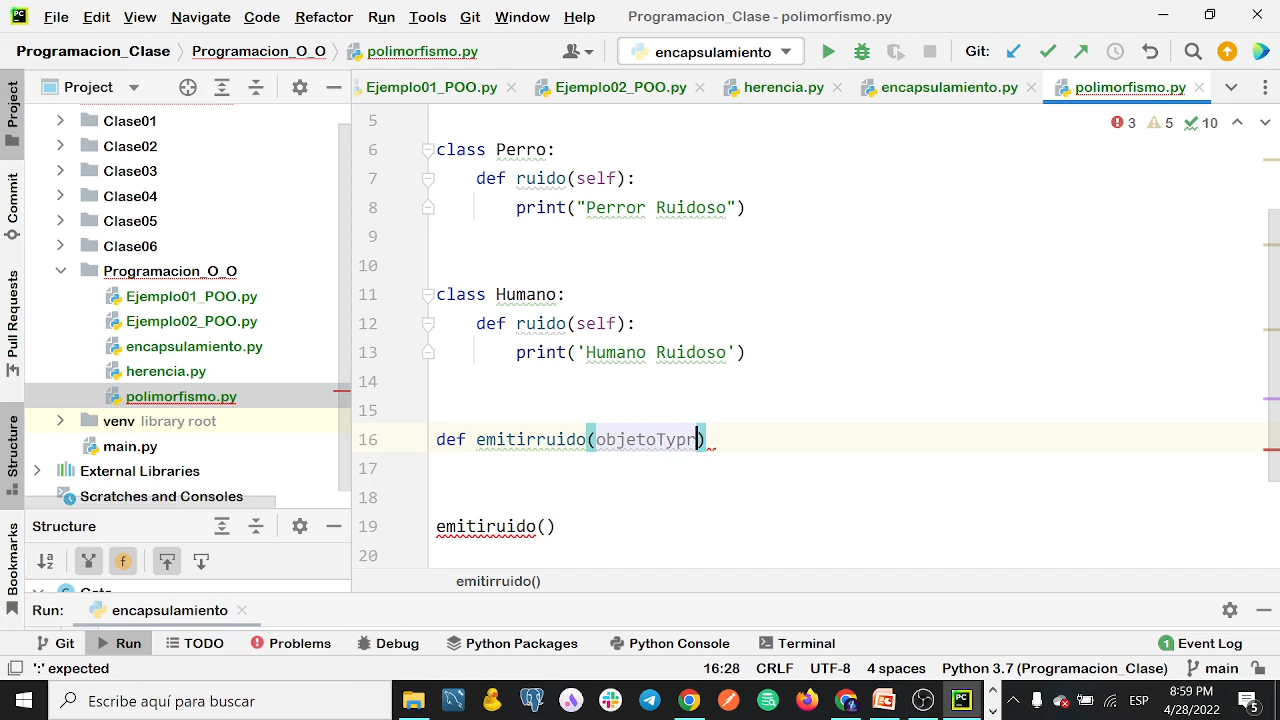 File Edit View Navigate Code Refactor Run Tools Git Window Help Programacion_Clase - polimorfismo.py
Programacion_Clase Programacion_O_O polimorfismo.py encapsulamiento Git:
Project Ejemplo01_POO.py Ejemplo02_POO.py herencia.py encapsulamiento.py polimorfismo.py
3 5 10
Project
Commit
Pull Requests
Structure
Bookmarks
Clase01
Clase02
Clase03
Clase04
Clase05
Clase06
Programacion_O_O
Ejemplo01_POO.py
Ejemplo02_POO.py
encapsulamiento.py
herencia.py
polimorfismo.py
venv library root
main.py
External Libraries
Scratches and Consoles
Structure
5
6 class Perro:
7 def ruido(self):
8 print("Perror Ruidoso")
9
10
11 class Humano:
12 def ruido(self):
13 print('Humano Ruidoso')
14
15
16 def emitirruido(objetoTypr)
17
18
19 emitiruido()
20
emitirruido()
Run: encapsulamiento
Git Run TODO Problems Debug Python Packages Python Console Terminal 1 Event Log
':' expected 16:28 CRLF UTF-8 4 spaces Python 3.7 (Programacion_Clase) main
Escribe aquí para buscar ESP 8:59 PM
4/28/2022 5